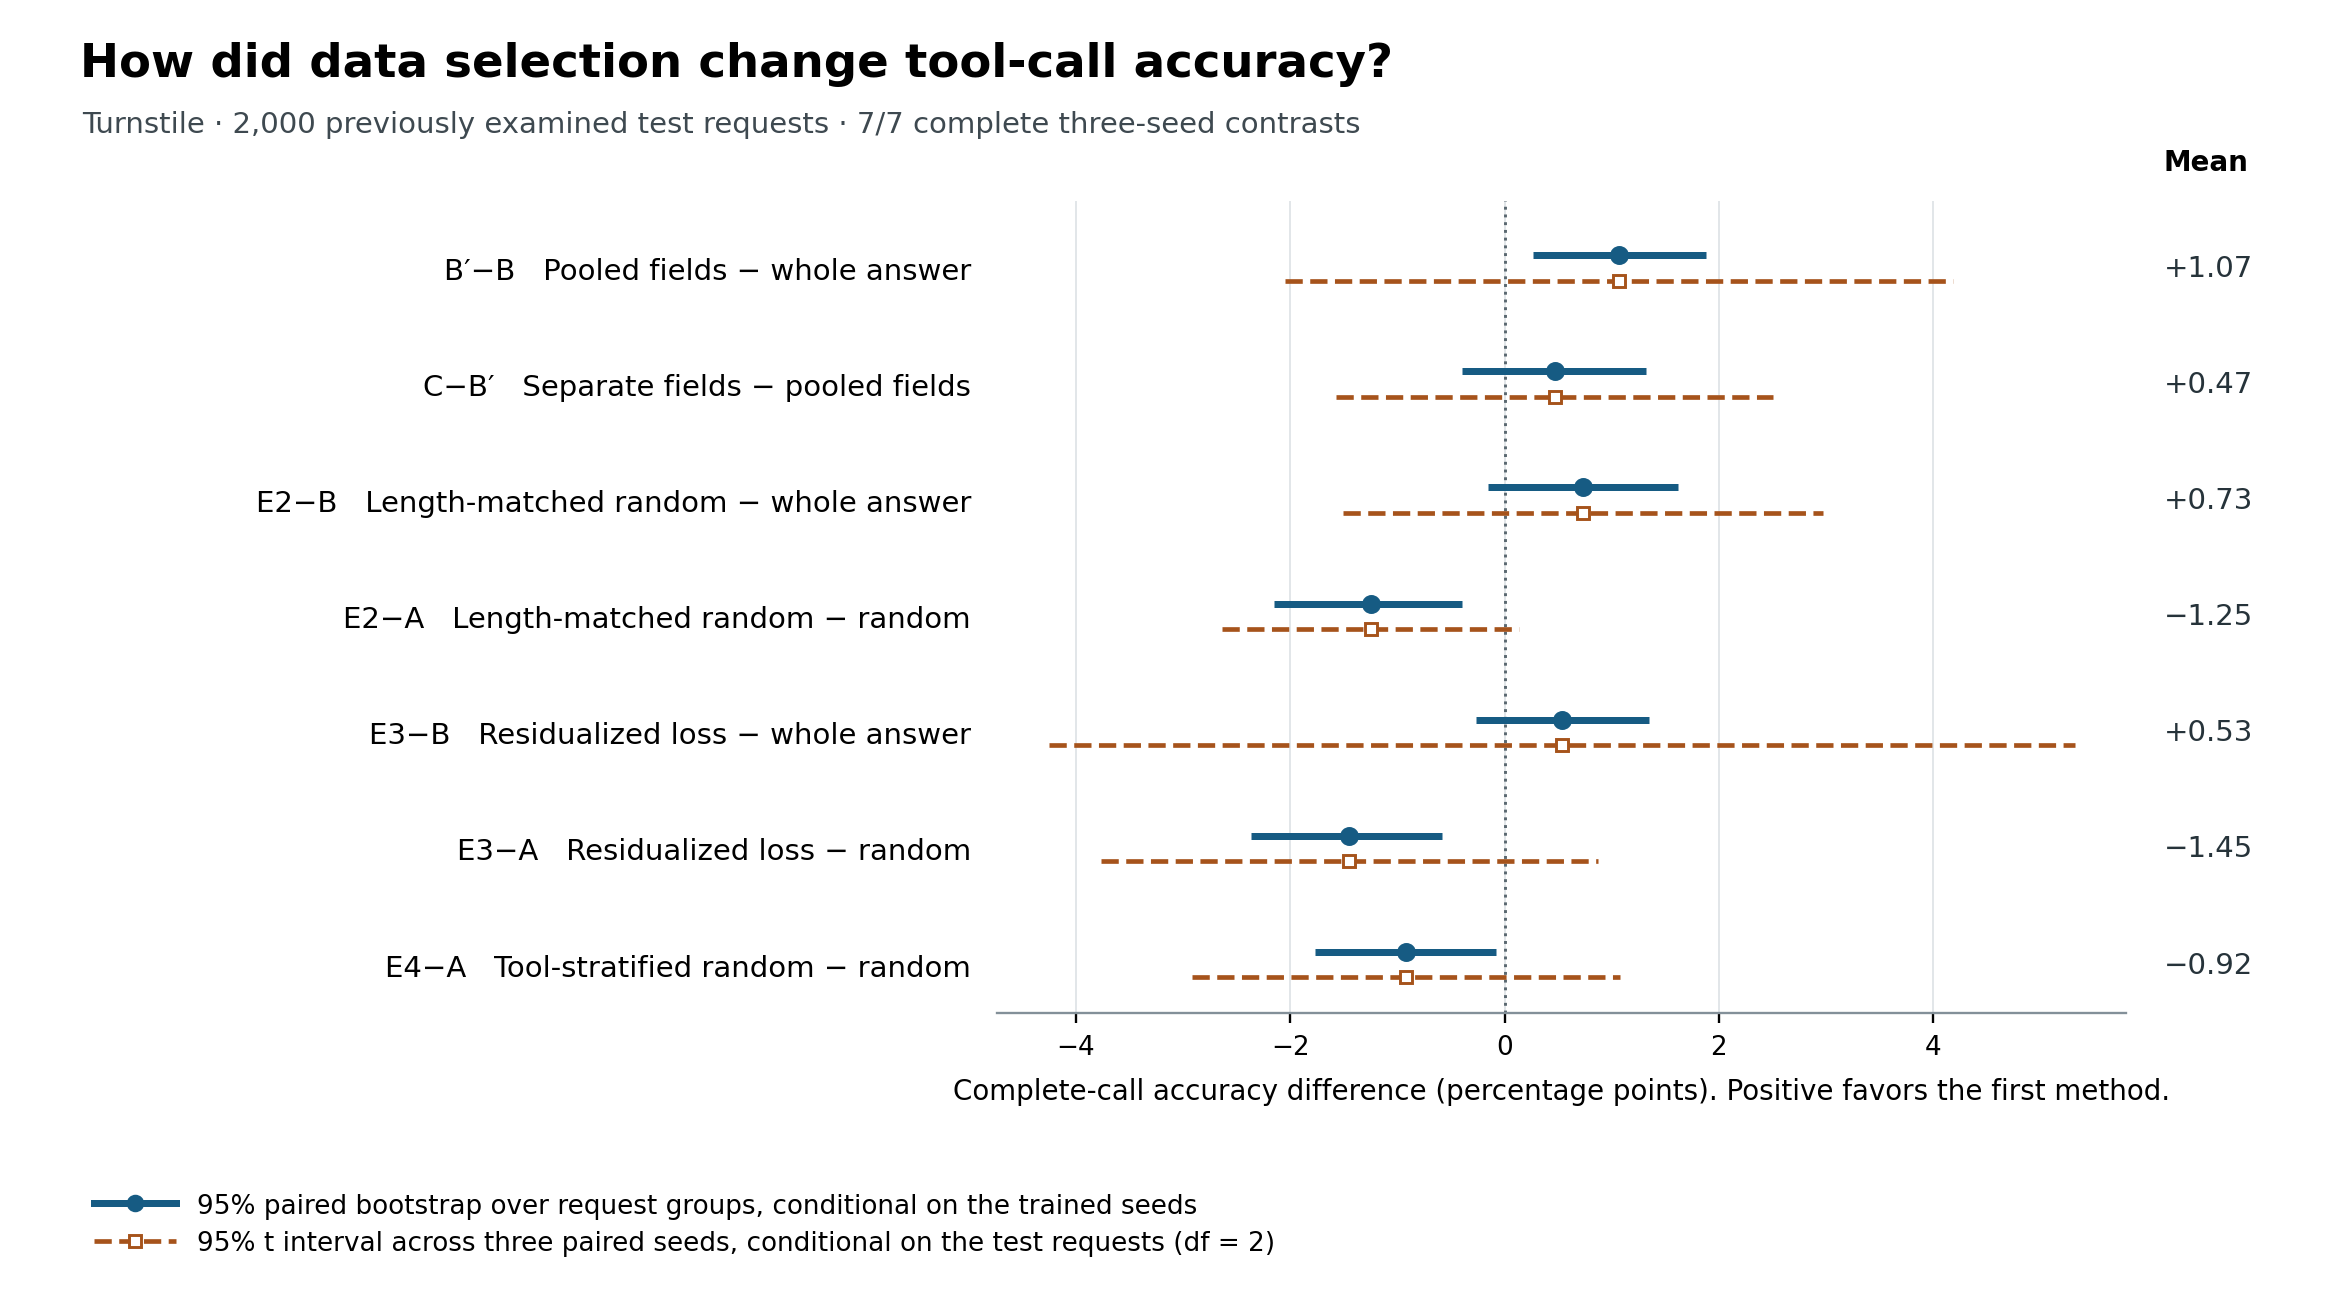 How did data selection change tool-call accuracy?
Turnstile · 2,000 previously examined test requests · 7/7 complete three-seed contrasts
Mean
B′−B Pooled fields − whole answer +1.07
C−B′ Separate fields − pooled fields +0.47
E2−B Length-matched random − whole answer +0.73
E2−A Length-matched random − random −1.25
E3−B Residualized loss − whole answer +0.53
E3−A Residualized loss − random −1.45
E4−A Tool-stratified random − random −0.92
−4 −2 0 2 4
Complete-call accuracy difference (percentage points). Positive favors the first method.
95% paired bootstrap over request groups, conditional on the trained seeds
95% t interval across three paired seeds, conditional on the test requests (df = 2)